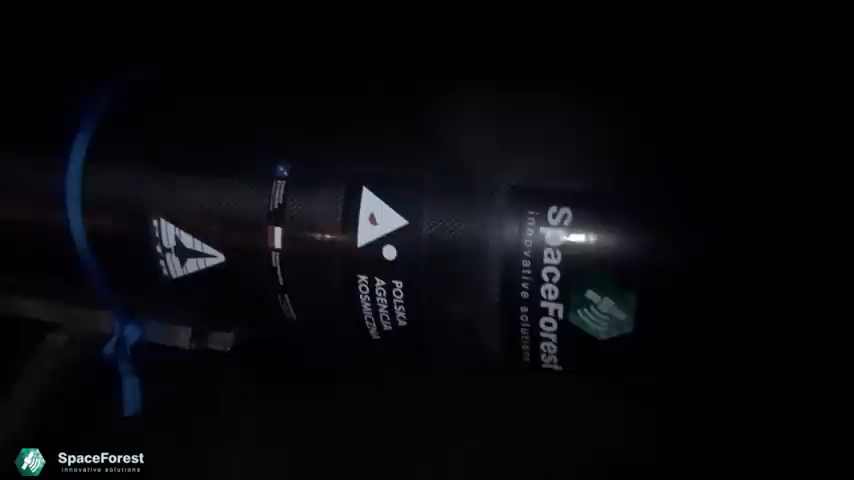 POLSKA
AGENCJA
KOSMICZNA
SpaceForest
innovative solutions
SpaceForest
innovative solutions